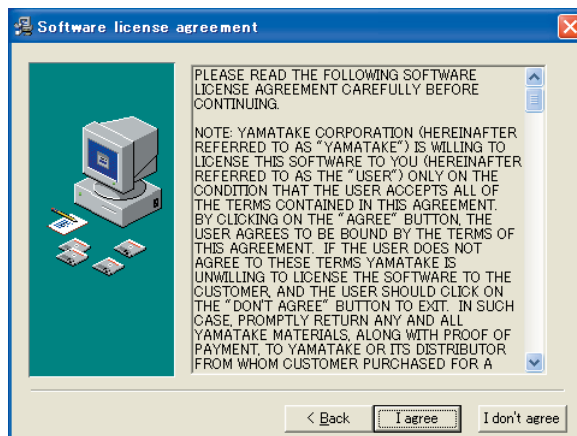 Software license agreement
PLEASE READ THE FOLLOWING SOFTWARE
LICENSE AGREEMENT CAREFULLY BEFORE
CONTINUING.
NOTE: YAMATAKE CORPORATION (HEREINAFTER
REFERRED TO AS "YAMATAKE") IS WILLING TO
LICENSE THIS SOFTWARE TO YOU (HEREINAFTER
REFERRED TO AS THE "USER") ONLY ON THE
CONDITION THAT THE USER ACCEPTS ALL OF
THE TERMS CONTAINED IN THIS AGREEMENT.
BY CLICKING ON THE "AGREE" BUTTON, THE
USER AGREES TO BE BOUND BY THE TERMS OF
THIS AGREEMENT. IF THE USER DOES NOT
AGREE TO THESE TERMS YAMATAKE IS
UNWILLING TO LICENSE THE SOFTWARE TO THE
CUSTOMER, AND THE USER SHOULD CLICK ON
THE "DON'T AGREE" BUTTON TO EXIT. IN SUCH
CASE, PROMPTLY RETURN ANY AND ALL
YAMATAKE MATERIALS, ALONG WITH PROOF OF
PAYMENT, TO YAMATAKE OR ITS DISTRIBUTOR
FROM WHOM CUSTOMER PURCHASED FOR A
< Back I agree I don't agree